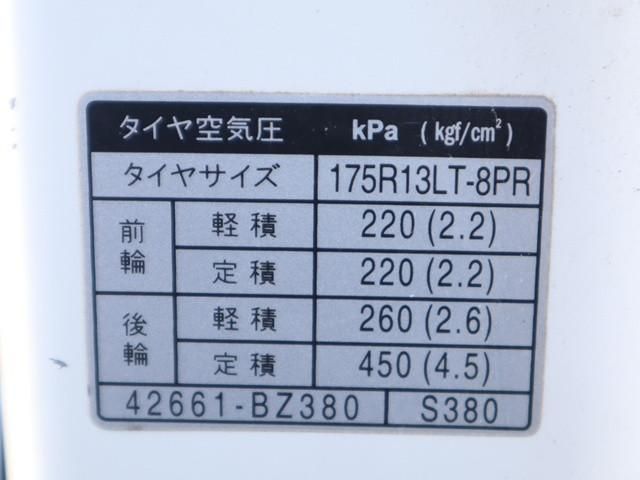 タイヤ空気圧 kPa (kgf/cm²)
タイヤサイズ 175R13LT-8PR
前輪 軽積 220 (2.2)
定積 220 (2.2)
後輪 軽積 260 (2.6)
定積 450 (4.5)
42661-BZ380 S380